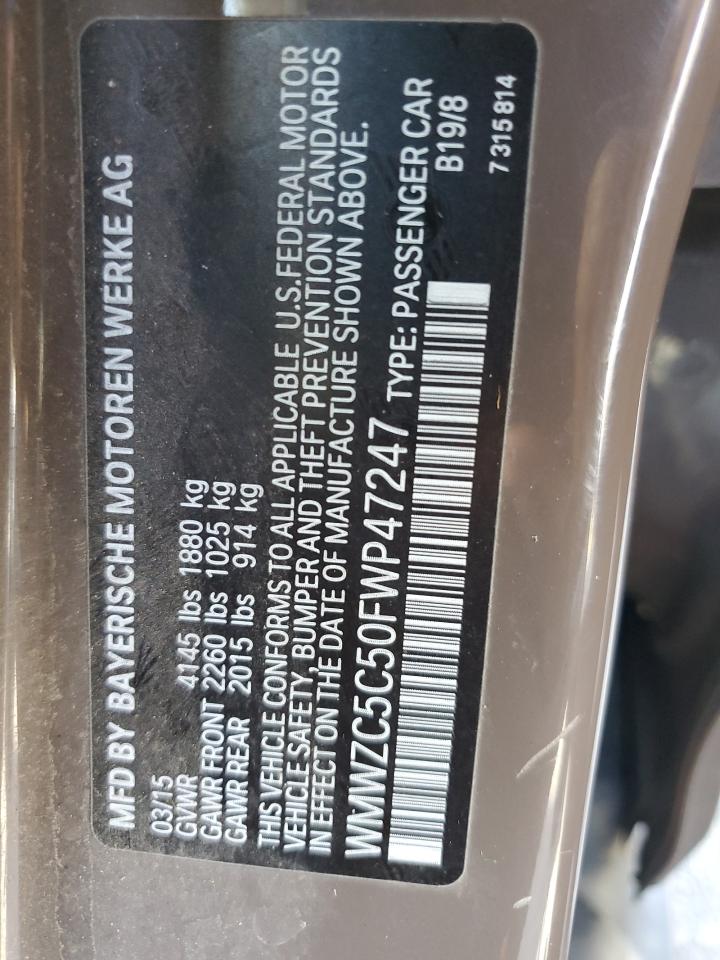 MFD BY BAYERISCHE MOTOREN WERKE AG
03/15
GVWR 4145 lbs 1880 kg
GAWR FRONT 2260 lbs 1025 kg
GAWR REAR 2015 lbs 914 kg
THIS VEHICLE CONFORMS TO ALL APPLICABLE U.S.FEDERAL MOTOR
VEHICLE SAFETY, BUMPER AND THEFT PREVENTION STANDARDS
IN EFFECT ON THE DATE OF MANUFACTURE SHOWN ABOVE.
WMWZC5C50FWP47247 TYPE: PASSENGER CAR
B19/8
7 315 814